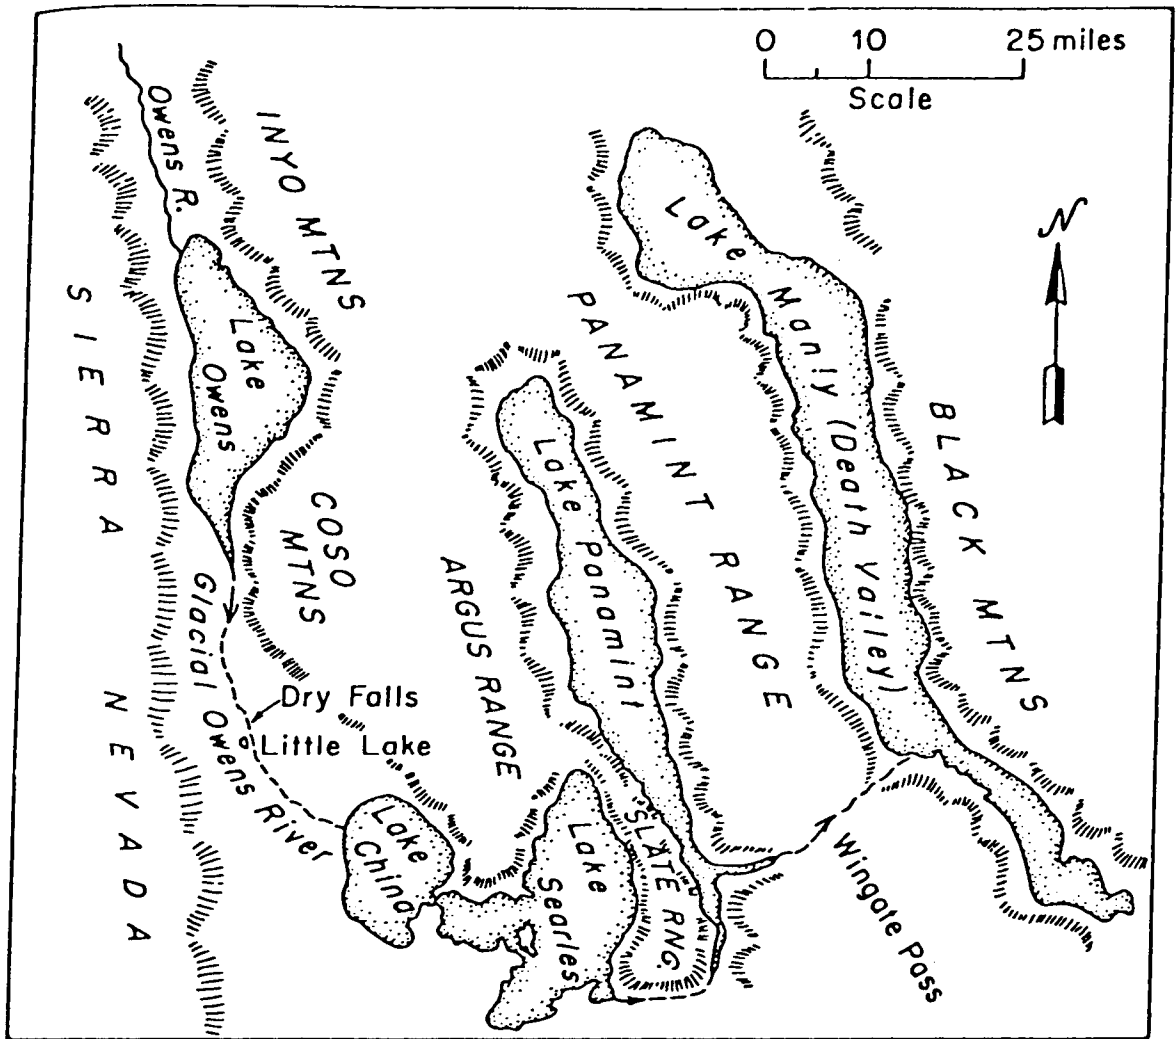 0 10 25 miles
Scale
N
Owens R.
INYO MTNS
SIERRA NEVADA
Lake Owens
COSO MTNS
Glacial Owens River
Dry Falls
Little Lake
Lake China
ARGUS RANGE
Lake Searles
SLATE RNG.
Lake Panamint
PANAMINT RANGE
Lake Manly (Death Valley)
BLACK MTNS
Wingate Pass